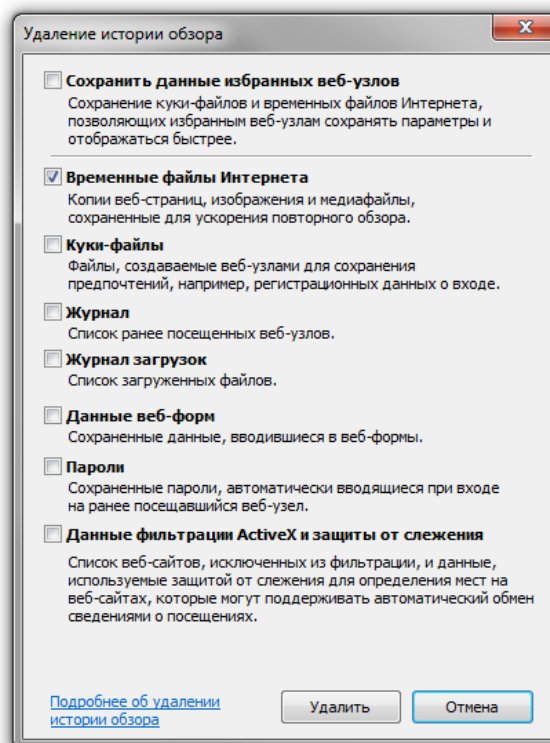 Удаление истории обзора
Сохранить данные избранных веб-узлов
Сохранение куки-файлов и временных файлов Интернета,
позволяющих избранным веб-узлам сохранять параметры и
отображаться быстрее.
Временные файлы Интернета
Копии веб-страниц, изображения и медиафайлы,
сохраненные для ускорения повторного обзора.
Куки-файлы
Файлы, создаваемые веб-узлами для сохранения
предпочтений, например, регистрационных данных о входе.
Журнал
Список ранее посещенных веб-узлов.
Журнал загрузок
Список загруженных файлов.
Данные веб-форм
Сохраненные данные, вводившиеся в веб-формы.
Пароли
Сохраненные пароли, автоматически вводящиеся при входе
на ранее посещавшийся веб-узел.
Данные фильтрации ActiveX и защиты от слежения
Список веб-сайтов, исключенных из фильтрации, и данные,
используемые защитой от слежения для определения мест на
веб-сайтах, которые могут поддерживать автоматический обмен
сведениями о посещениях.
Подробнее об удалении
истории обзора
Удалить
Отмена